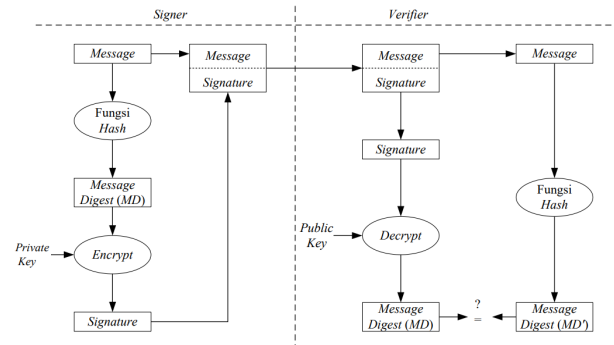 Signer
Verifier
Message
Message
Signature
Fungsi
Hash
Message
Digest (MD)
Private
Key
Encrypt
Signature
Message
Signature
Message
Signature
Fungsi
Hash
Public
Key
Decrypt
Message
Digest (MD)
?
=
Message
Digest (MD')